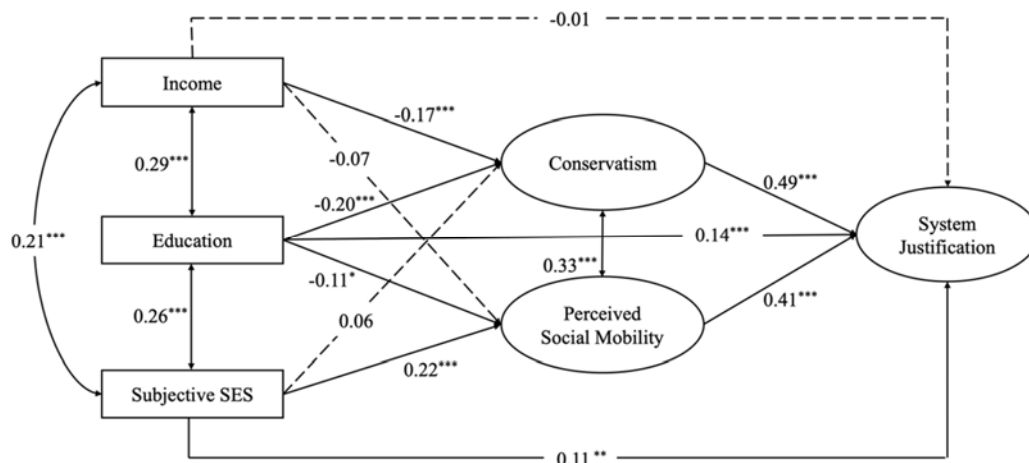 -0.01
Income
-0.17***
-0.07
Conservatism
0.29***
0.49***
-0.20***
System
Justification
0.21***
Education
0.14***
-0.11*
0.33***
0.26***
0.06
Perceived
Social Mobility
0.41***
0.22***
Subjective SES
0.11 **